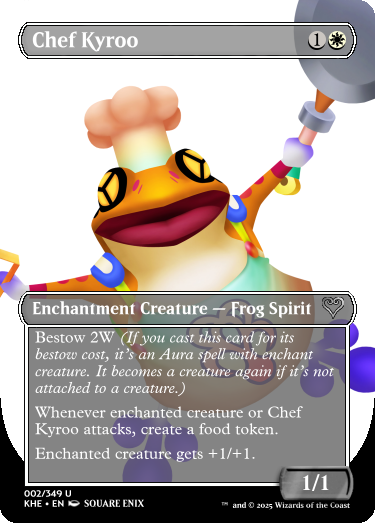 Chef Kyroo 1
Enchantment Creature — Frog Spirit
Bestow 2W (If you cast this card for its
bestow cost, it's an Aura spell with enchant
creature. It becomes a creature again if it's not
attached to a creature.)
Whenever enchanted creature or Chef
Kyroo attacks, create a food token.
Enchanted creature gets +1/+1.
1/1
002/349 U
KHE • EN SQUARE ENIX
™ and © 2025 Wizards of the Coast